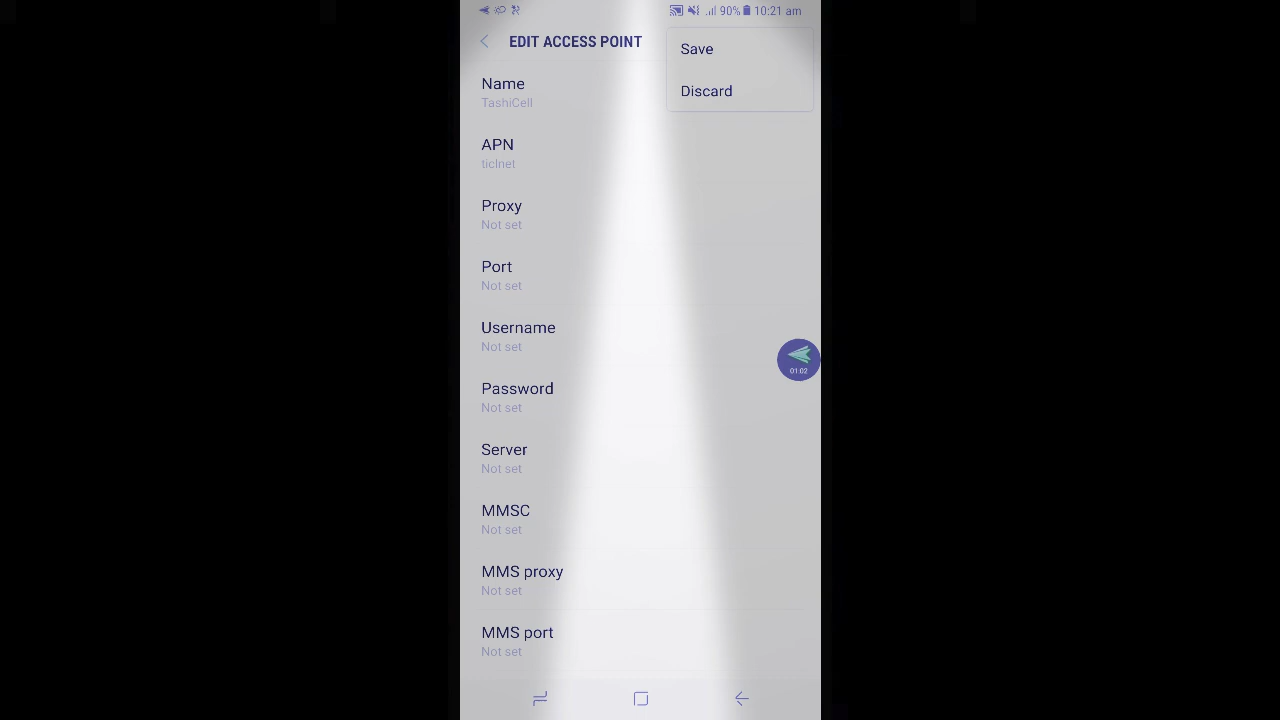 90% 10:21 am
EDIT ACCESS POINT
Save
Discard
Name
TashiCell
APN
ticlnet
Proxy
Not set
Port
Not set
Username
Not set
Password
Not set
Server
Not set
MMSC
Not set
MMS proxy
Not set
MMS port
Not set
01:02